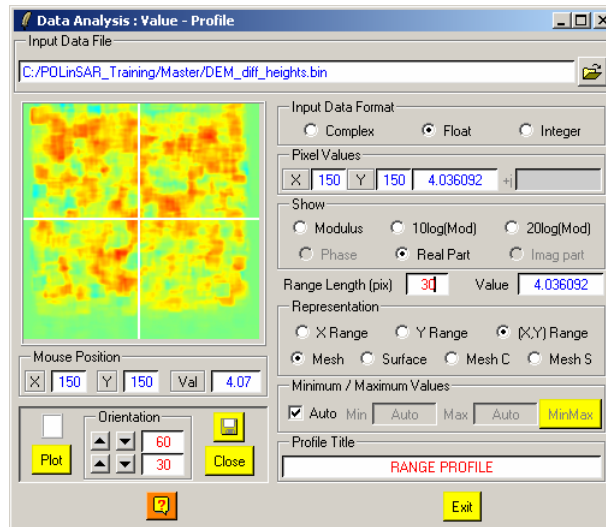 Data Analysis : Value - Profile
Input Data File
C:/POLinSAR_Training/Master/DEM_diff_heights.bin
Input Data Format
Complex Float Integer
Pixel Values
X 150 Y 150 4.036092 +j
Show
Modulus 10log(Mod) 20log(Mod)
Phase Real Part Imag part
Range Length (pix) 30 Value 4.036092
Representation
X Range Y Range (X,Y) Range
Mesh Surface Mesh C Mesh S
Mouse Position
X 150 Y 150 Val 4.07
Minimum / Maximum Values
Auto Min Auto Max Auto MinMax
Orientation
Plot 60 Close
30
Profile Title
RANGE PROFILE
?
Exit